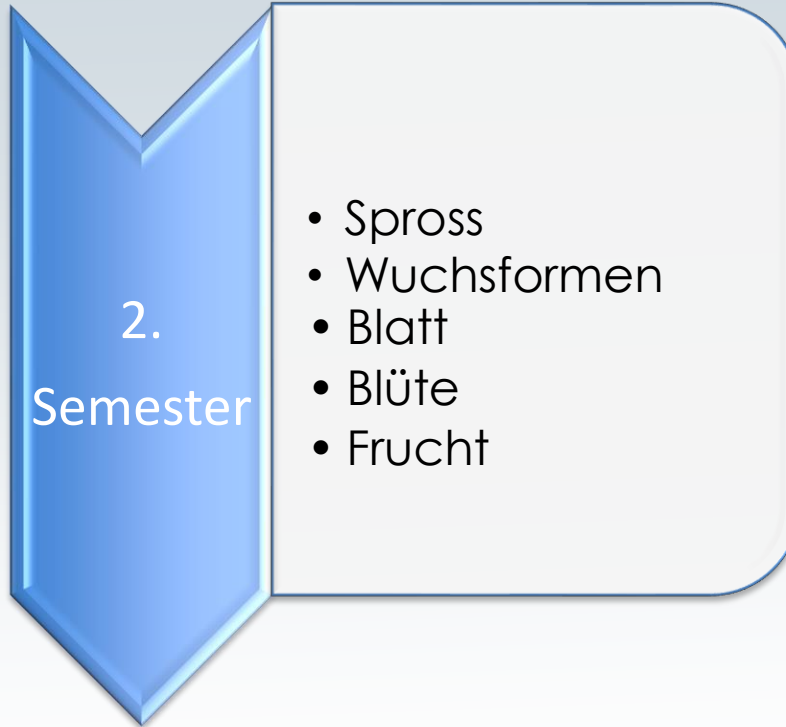 2.
Semester
• Spross
• Wuchsformen
• Blatt
• Blüte
• Frucht